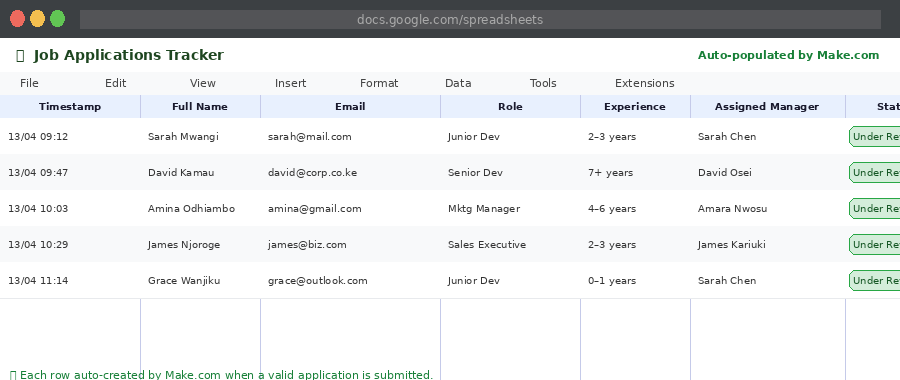 docs.google.com/spreadsheets
Job Applications Tracker Auto-populated by Make.com
File Edit View Insert Format Data Tools Extensions
Timestamp Full Name Email Role Experience Assigned Manager Stat
13/04 09:12 Sarah Mwangi sarah@mail.com Junior Dev 2–3 years Sarah Chen Under Re
13/04 09:47 David Kamau david@corp.co.ke Senior Dev 7+ years David Osei Under Re
13/04 10:03 Amina Odhiambo amina@gmail.com Mktg Manager 4–6 years Amara Nwosu Under Re
13/04 10:29 James Njoroge james@biz.com Sales Executive 2–3 years James Kariuki Under Re
13/04 11:14 Grace Wanjiku grace@outlook.com Junior Dev 0–1 years Sarah Chen Under Re
Each row auto-created by Make.com when a valid application is submitted.